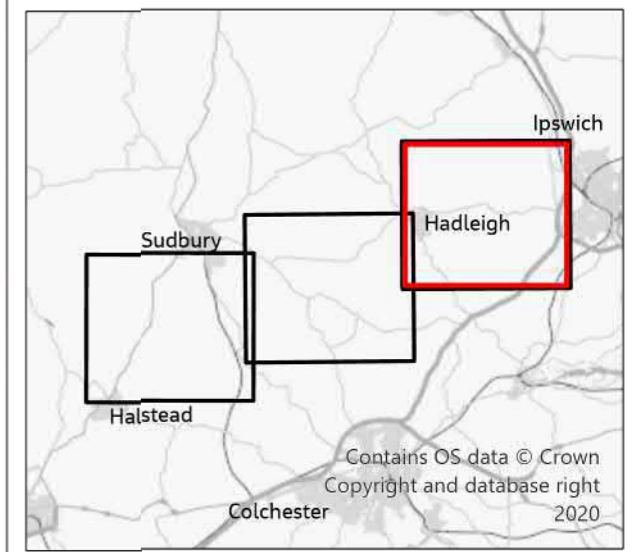 Ipswich
Hadleigh
Sudbury
Halstead
Contains OS data © Crown
Copyright and database right
2020
Colchester